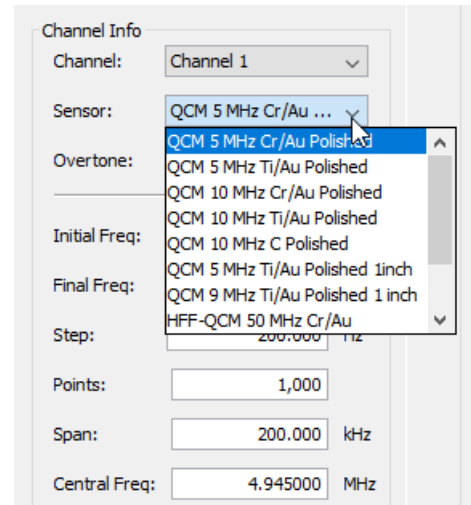 Channel Info
Channel: Channel 1
Sensor: QCM 5 MHz Cr/Au ...
QCM 5 MHz Cr/Au Polished
QCM 5 MHz Ti/Au Polished
Overtone:
QCM 10 MHz Cr/Au Polished
QCM 10 MHz Ti/Au Polished
Initial Freq:
QCM 10 MHz C Polished
QCM 5 MHz Ti/Au Polished 1inch
Final Freq:
QCM 9 MHz Ti/Au Polished 1 inch
HFF-QCM 50 MHz Cr/Au
Step: 200.000 Hz
Points: 1,000
Span: 200.000 kHz
Central Freq: 4.945000 MHz